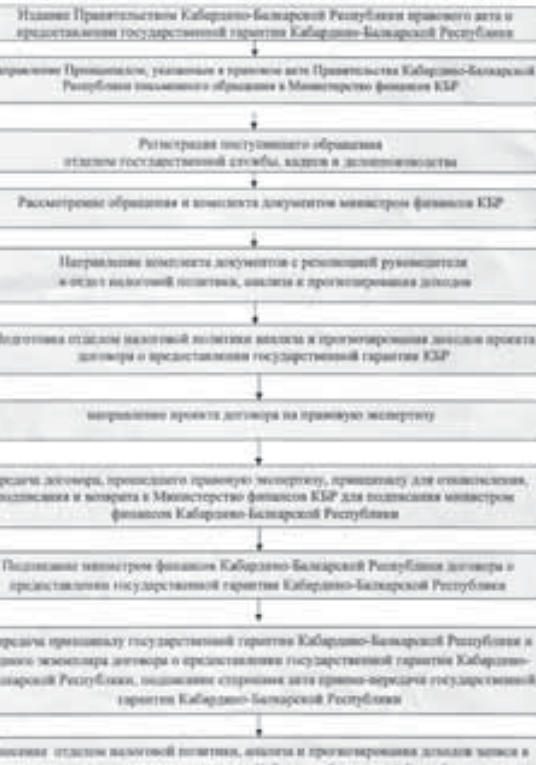 Издание Правительством Кабардино-Балкарской Республики правового акта о
предоставлении государственной гарантии Кабардино-Балкарской Республики
Принципалом, указанным в правовом акте Правительства Кабардино-Балкарской
Республики письменного обращения в Министерство финансов КБР
Регистрация поступившего обращения
отделом государственной службы, кадров и делопроизводства
Рассмотрение обращения и комплекта документов министром финансов КБР
Направление комплекта документов с резолюцией руководителя
в отдел налоговой политики, анализа и прогнозирования доходов
Подготовка отделом налоговой политики анализа и прогнозирования доходов проекта
договора о предоставлении государственной гарантии КБР
направление проекта договора на правовую экспертизу
договора, прошедшего правовую экспертизу, принципалу для ознакомления,
подписания и возврата в Министерство финансов КБР для подписания министром
финансов Кабардино-Балкарской Республики
Подписание министром финансов Кабардино-Балкарской Республики договора о
предоставлении государственной гарантии Кабардино-Балкарской Республики
принципалу государственной гарантии Кабардино-Балкарской Республики и
одного экземпляра договора о предоставлении государственной гарантии Кабардино-
Республики, подписание сторонами акта приема-передачи государственной
гарантии Кабардино-Балкарской Республики
отделом налоговой политики, анализа и прогнозирования доходов записи в